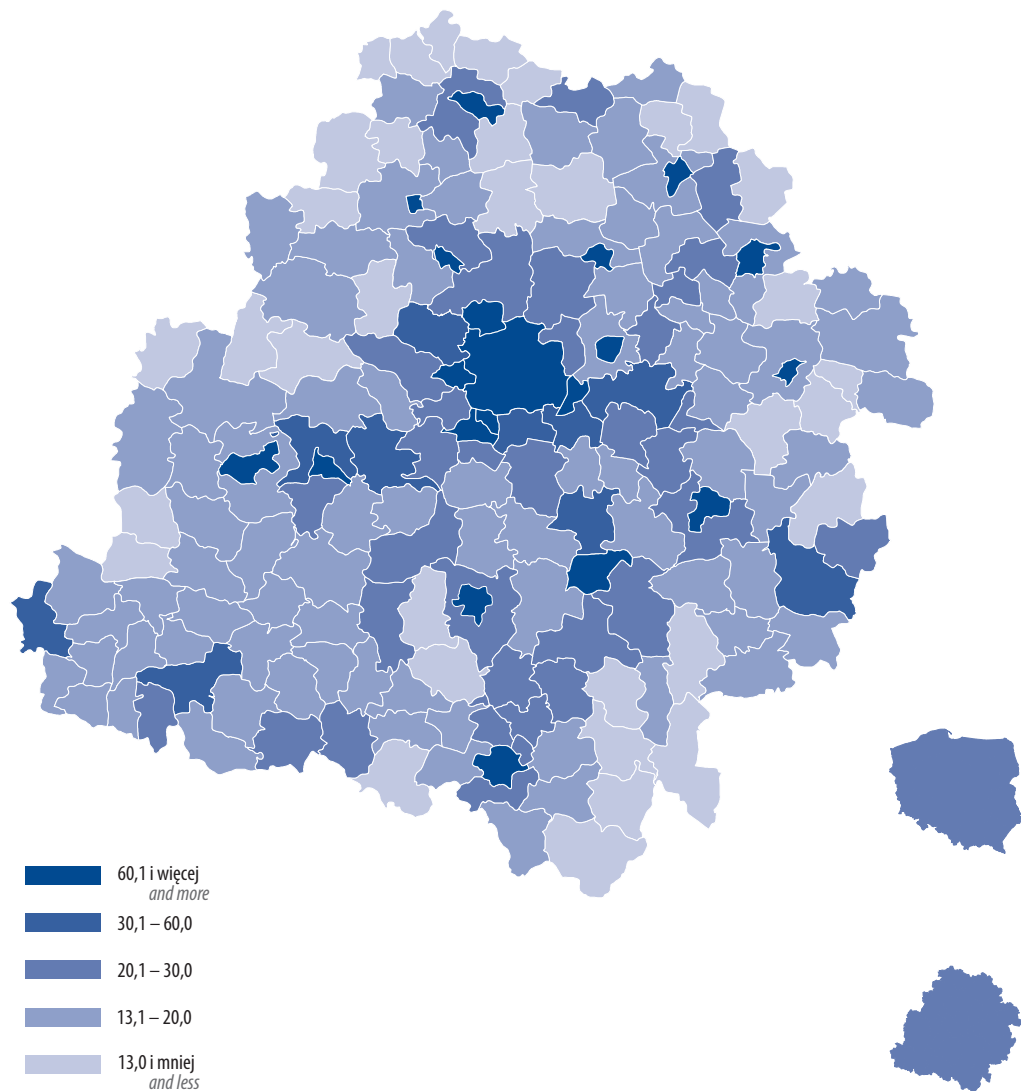 60,1 i więcej
and more
30,1 – 60,0
20,1 – 30,0
13,1 – 20,0
13,0 i mniej
and less